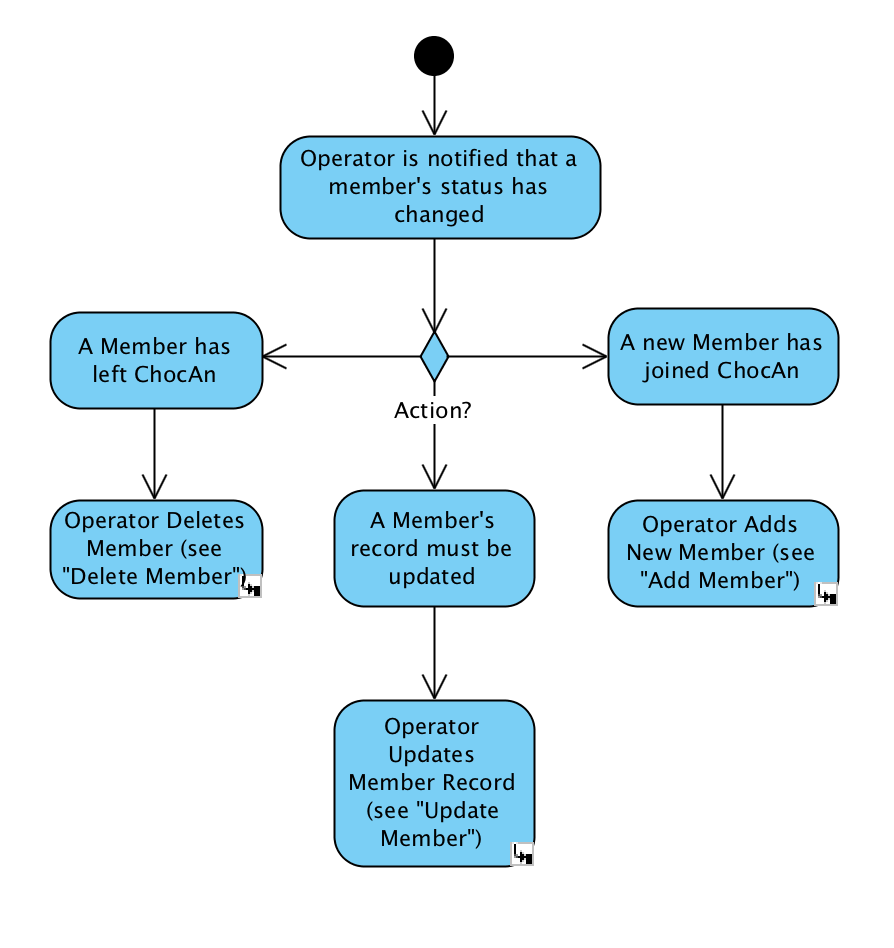 Operator is notified that a
member's status has
changed
A Member has
left ChocAn
A new Member has
joined ChocAn
Action?
Operator Deletes
Member (see
"Delete Member")
A Member's
record must be
updated
Operator Adds
New Member (see
"Add Member")
Operator
Updates
Member Record
(see "Update
Member")